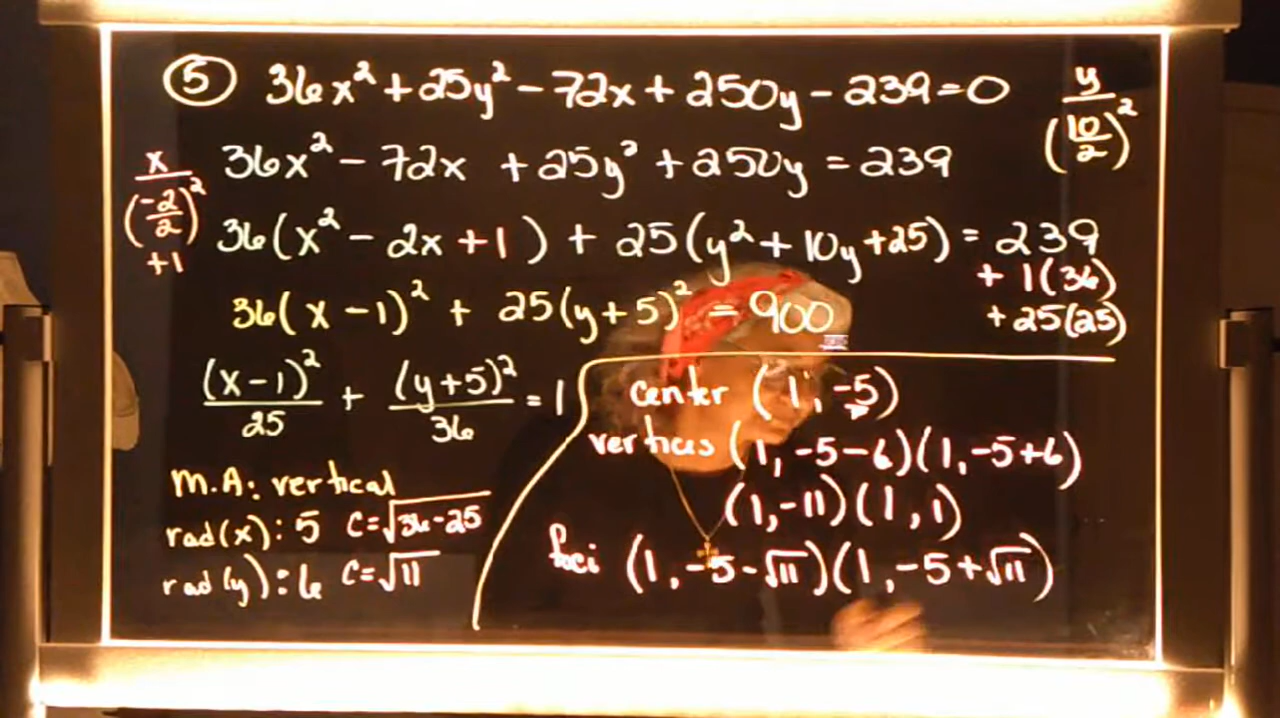 ⑤ 36x² + 25y² - 72x + 250y - 239 = 0
y
(10/2)²
36x² - 72x + 25y² + 250y = 239
x
(-2/2)²
+1
36(x² - 2x + 1) + 25(y² + 10y + 25) = 239
+ 1(36)
+ 25(25)
36(x - 1)² + 25(y + 5)² = 900
(x - 1)²/25 + (y + 5)²/36 = 1
center (1, -5)
vertices (1, -5-6)(1, -5+6)
(1, -11)(1, 1)
foci (1, -5-√11)(1, -5+√11)
M.A: vertical
rad(x): 5 C=√36-25
rad(y): 6 C=√11